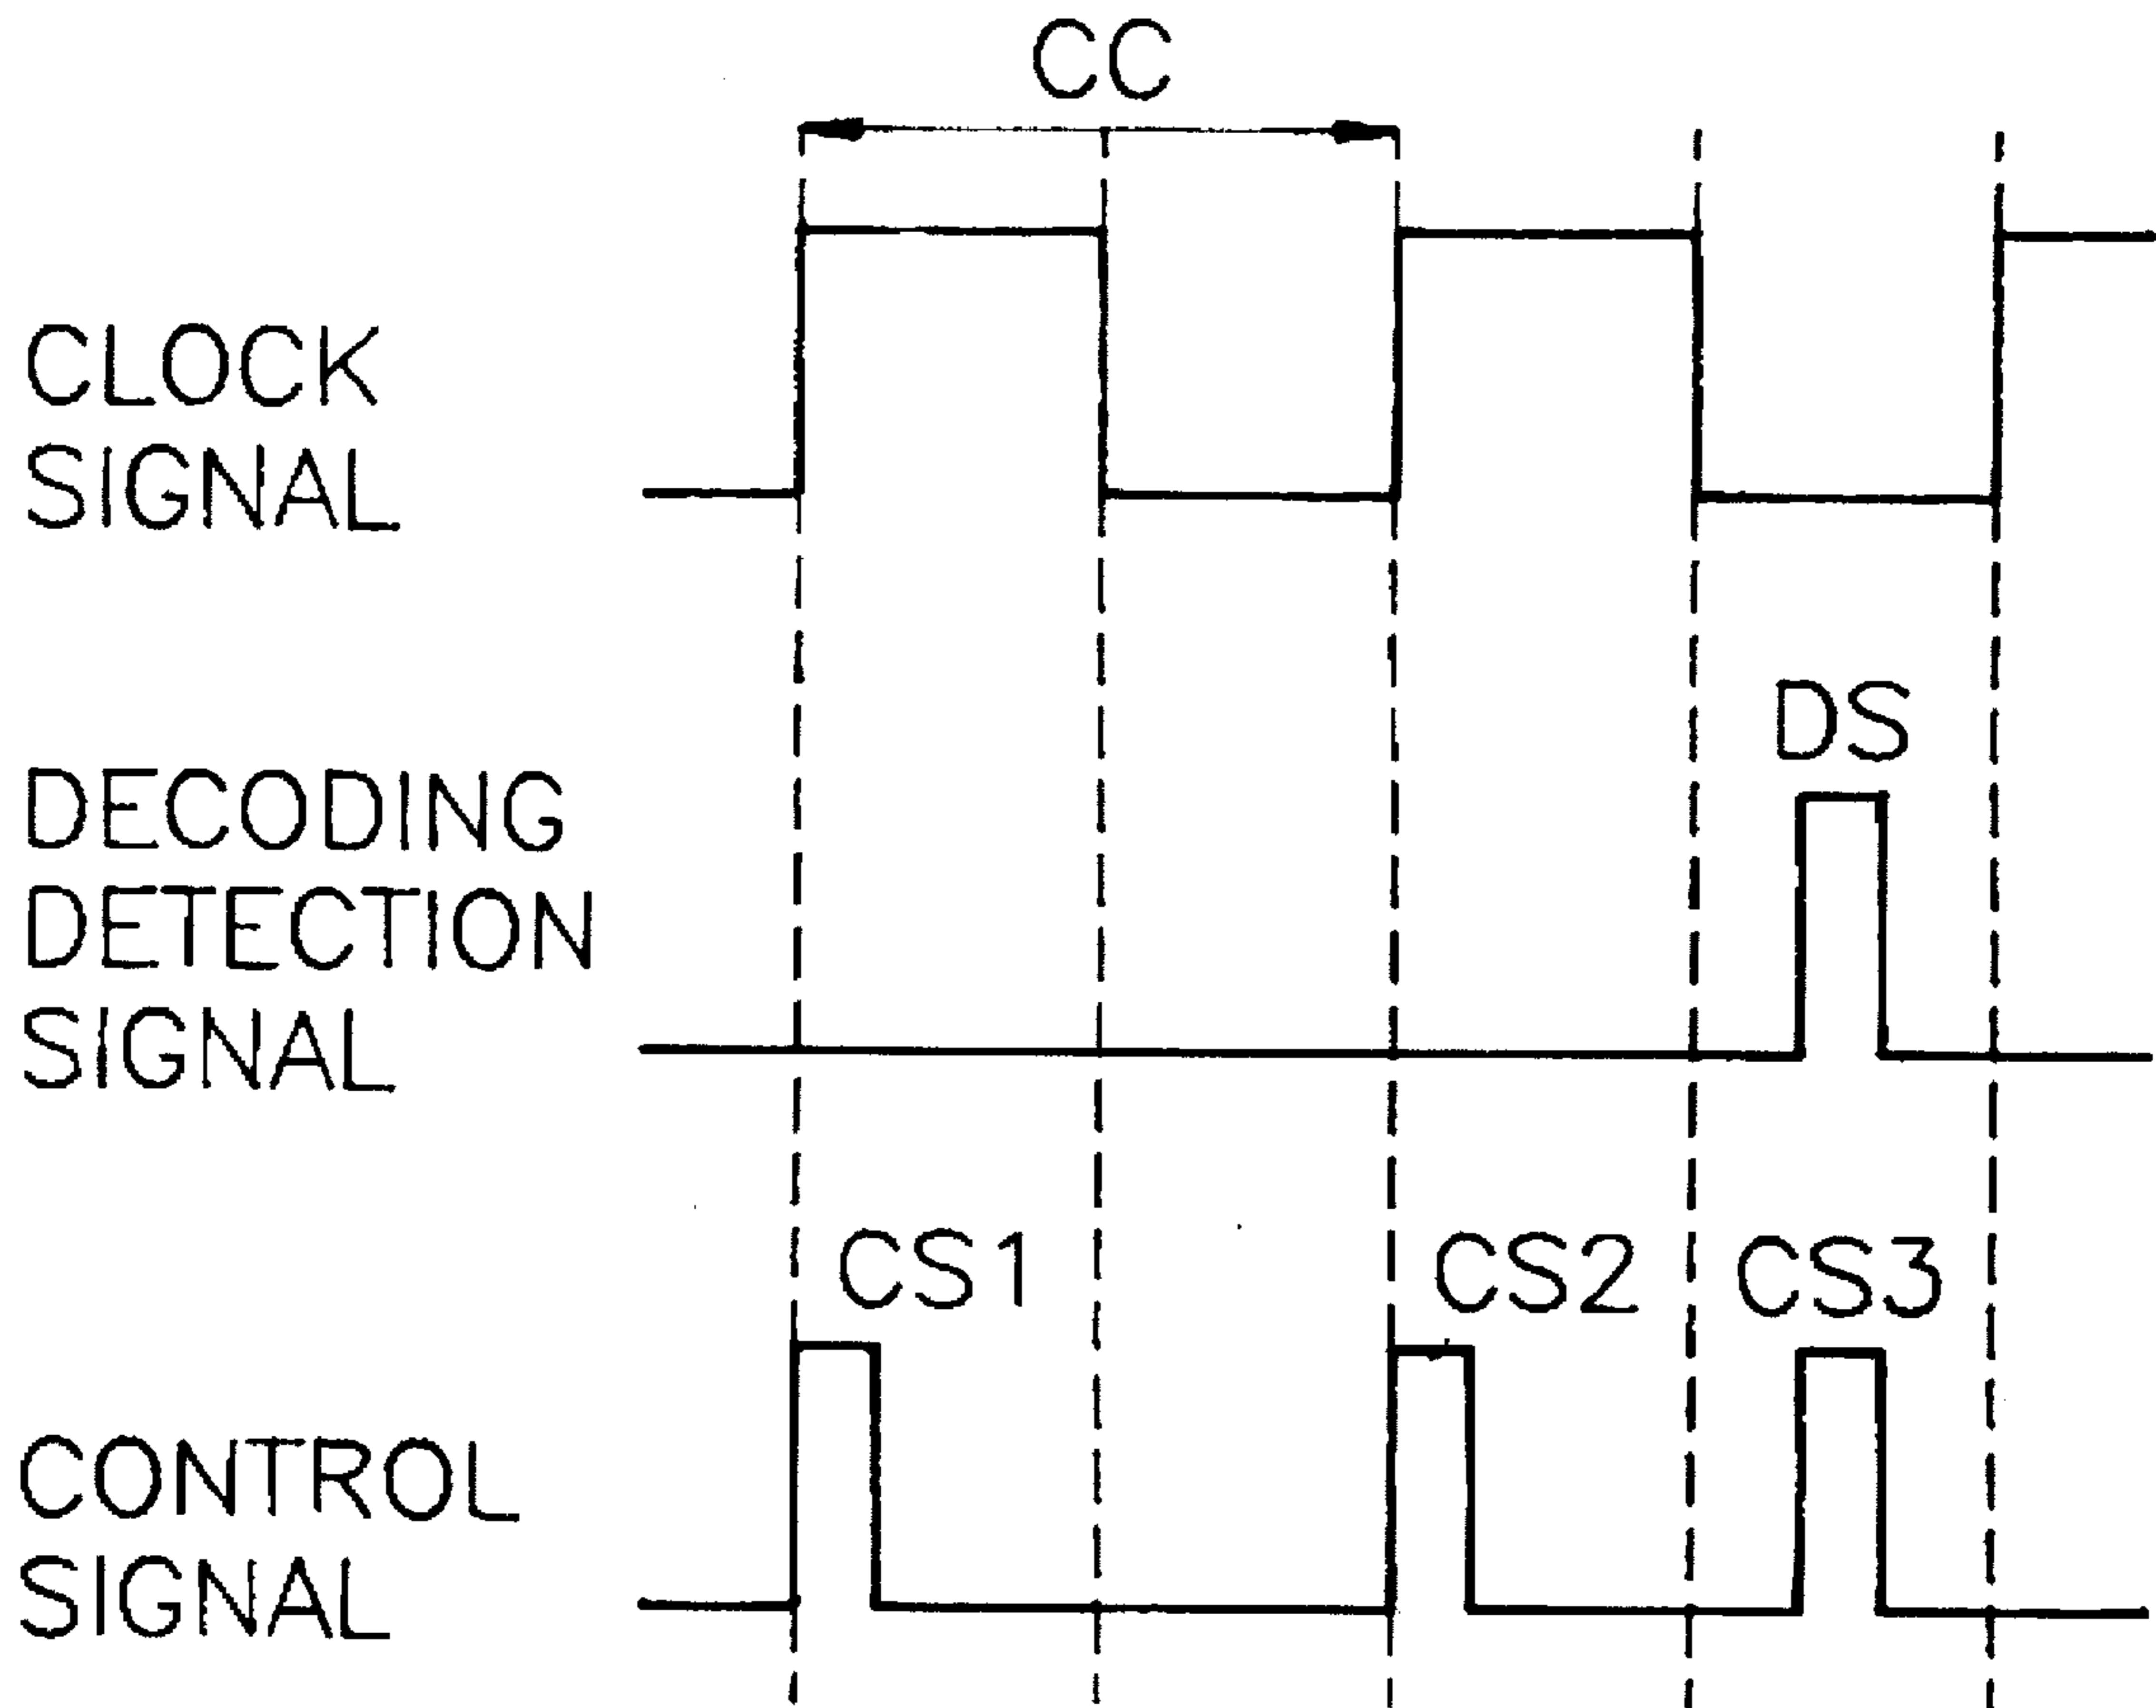 CC
CLOCK
SIGNAL
DS
DECODING
DETECTION
SIGNAL
CS1
CS2
CS3
CONTROL
SIGNAL